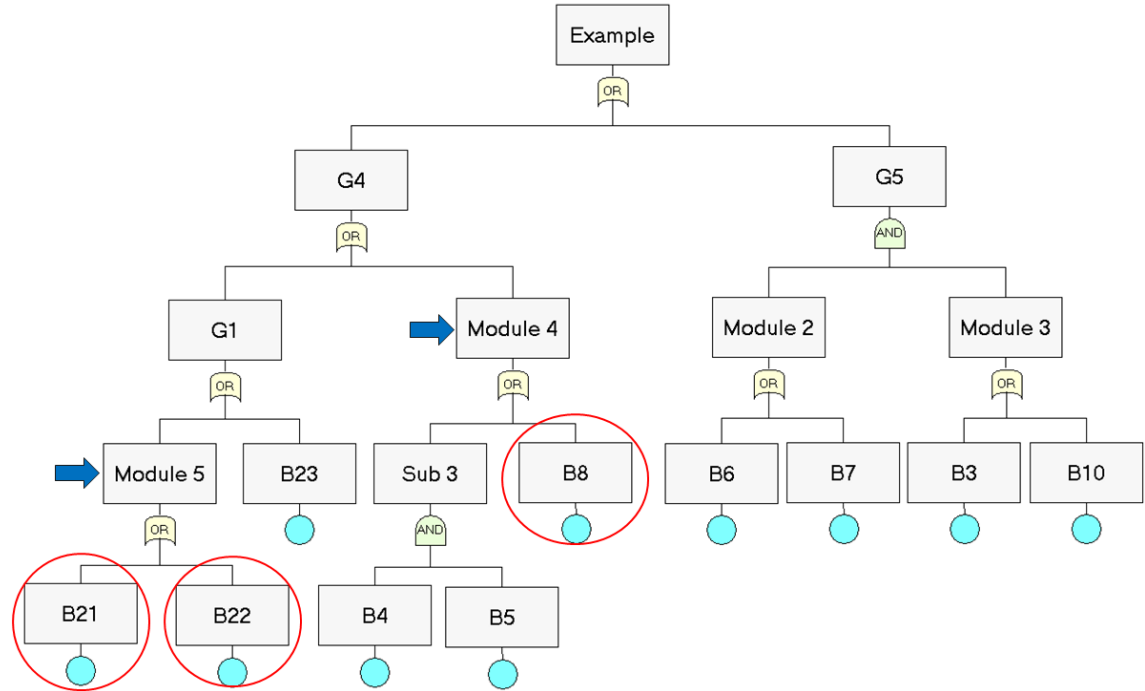 Example
OR
G4
G5
OR
AND
G1
Module 4
Module 2
Module 3
OR
OR
OR
OR
Module 5
B23
Sub 3
B8
B6
B7
B3
B10
OR
AND
B21
B22
B4
B5